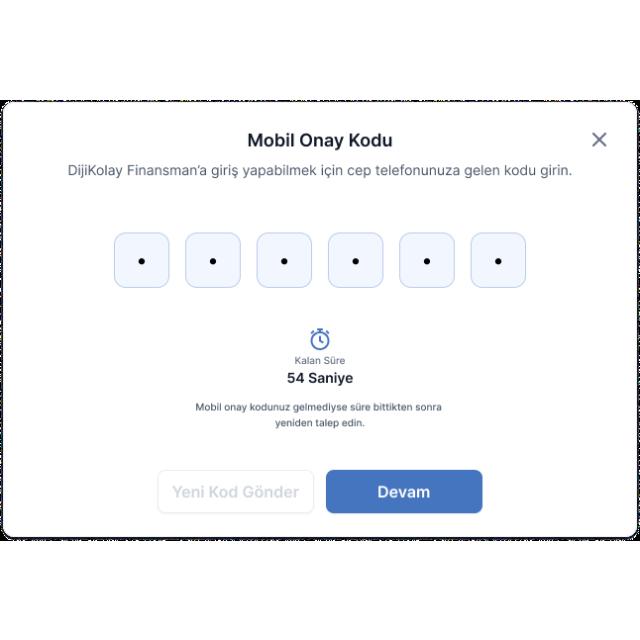 Mobil Onay Kodu
DijiKolay Finansman’a giriş yapabilmek için cep telefonunuza gelen kodu girin.
Kalan Süre
54 Saniye
Mobil onay kodunuz gelmediyse süre bittikten sonra
yeniden talep edin.
Yeni Kod Gönder
Devam